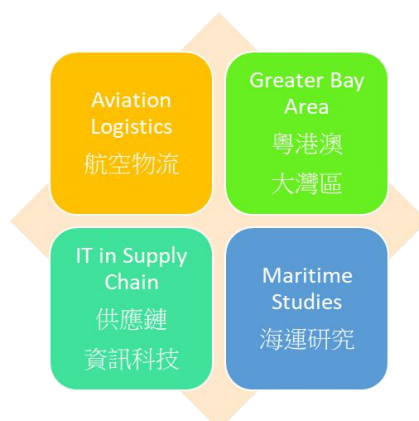 Aviation
Logistics
航空物流
Greater Bay
Area
粵港澳
大灣區
IT in Supply
Chain
供應鏈
資訊科技
Maritime
Studies
海運研究